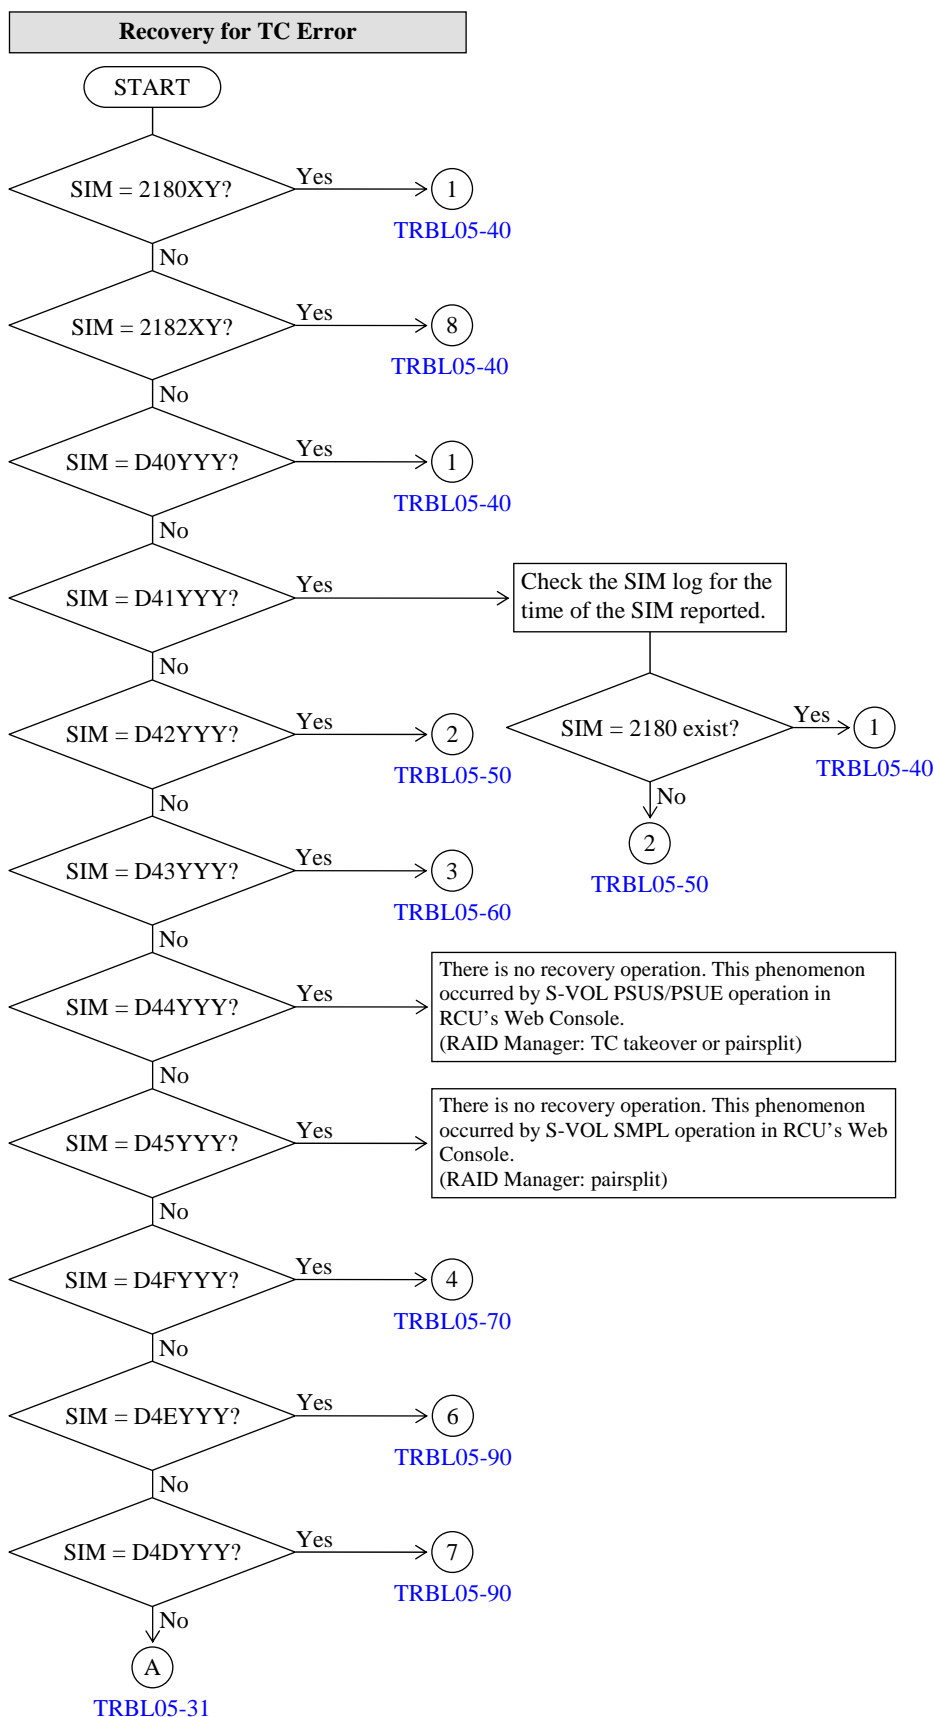 Recovery for TC Error
START
SIM = 2180XY?
Yes
1
TRBL05-40
No
SIM = 2182XY?
Yes
8
TRBL05-40
No
SIM = D40YYY?
Yes
1
TRBL05-40
No
SIM = D41YYY?
Yes
Check the SIM log for the
time of the SIM reported.
No
SIM = 2180 exist?
Yes
1
TRBL05-40
No
2
TRBL05-50
SIM = D42YYY?
Yes
2
TRBL05-50
No
SIM = D43YYY?
Yes
3
TRBL05-60
No
SIM = D44YYY?
Yes
There is no recovery operation. This phenomenon
occurred by S-VOL PSUS/PSUE operation in
RCU's Web Console.
(RAID Manager: TC takeover or pairsplit)
No
SIM = D45YYY?
Yes
There is no recovery operation. This phenomenon
occurred by S-VOL SMPL operation in RCU's Web
Console.
(RAID Manager: pairsplit)
No
SIM = D4FYYY?
Yes
4
TRBL05-70
No
SIM = D4EYYY?
Yes
6
TRBL05-90
No
SIM = D4DYYY?
Yes
7
TRBL05-90
No
A
TRBL05-31